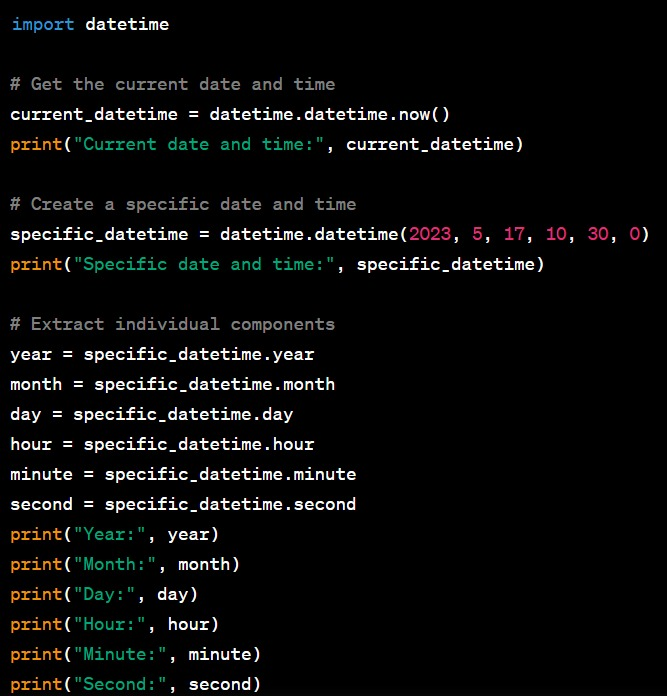 import datetime
# Get the current date and time
current_datetime = datetime.datetime.now()
print("Current date and time:", current_datetime)
# Create a specific date and time
specific_datetime = datetime.datetime(2023, 5, 17, 10, 30, 0)
print("Specific date and time:", specific_datetime)
# Extract individual components
year = specific_datetime.year
month = specific_datetime.month
day = specific_datetime.day
hour = specific_datetime.hour
minute = specific_datetime.minute
second = specific_datetime.second
print("Year:", year)
print("Month:", month)
print("Day:", day)
print("Hour:", hour)
print("Minute:", minute)
print("Second:", second)